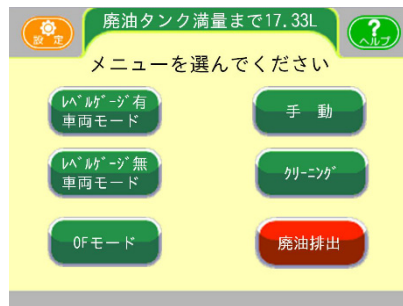 設定
廃油タンク満量まで17.33L
ヘルプ
メニューを選んでください
ﾚﾍﾞﾙｹﾞｰｼﾞ有
車両モード
手 動
ﾚﾍﾞﾙｹﾞｰｼﾞ無
車両モード
ｸﾘｰﾆﾝｸﾞ
OFモード
廃油排出